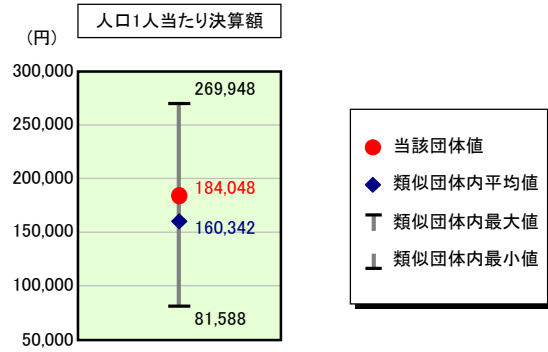 人口1人当たり決算額
(円)
300,000
250,000
200,000
150,000
100,000
50,000
269,948
184,048
160,342
81,588
当該団体値
類似団体内平均値
類似団体内最大値
類似団体内最小値